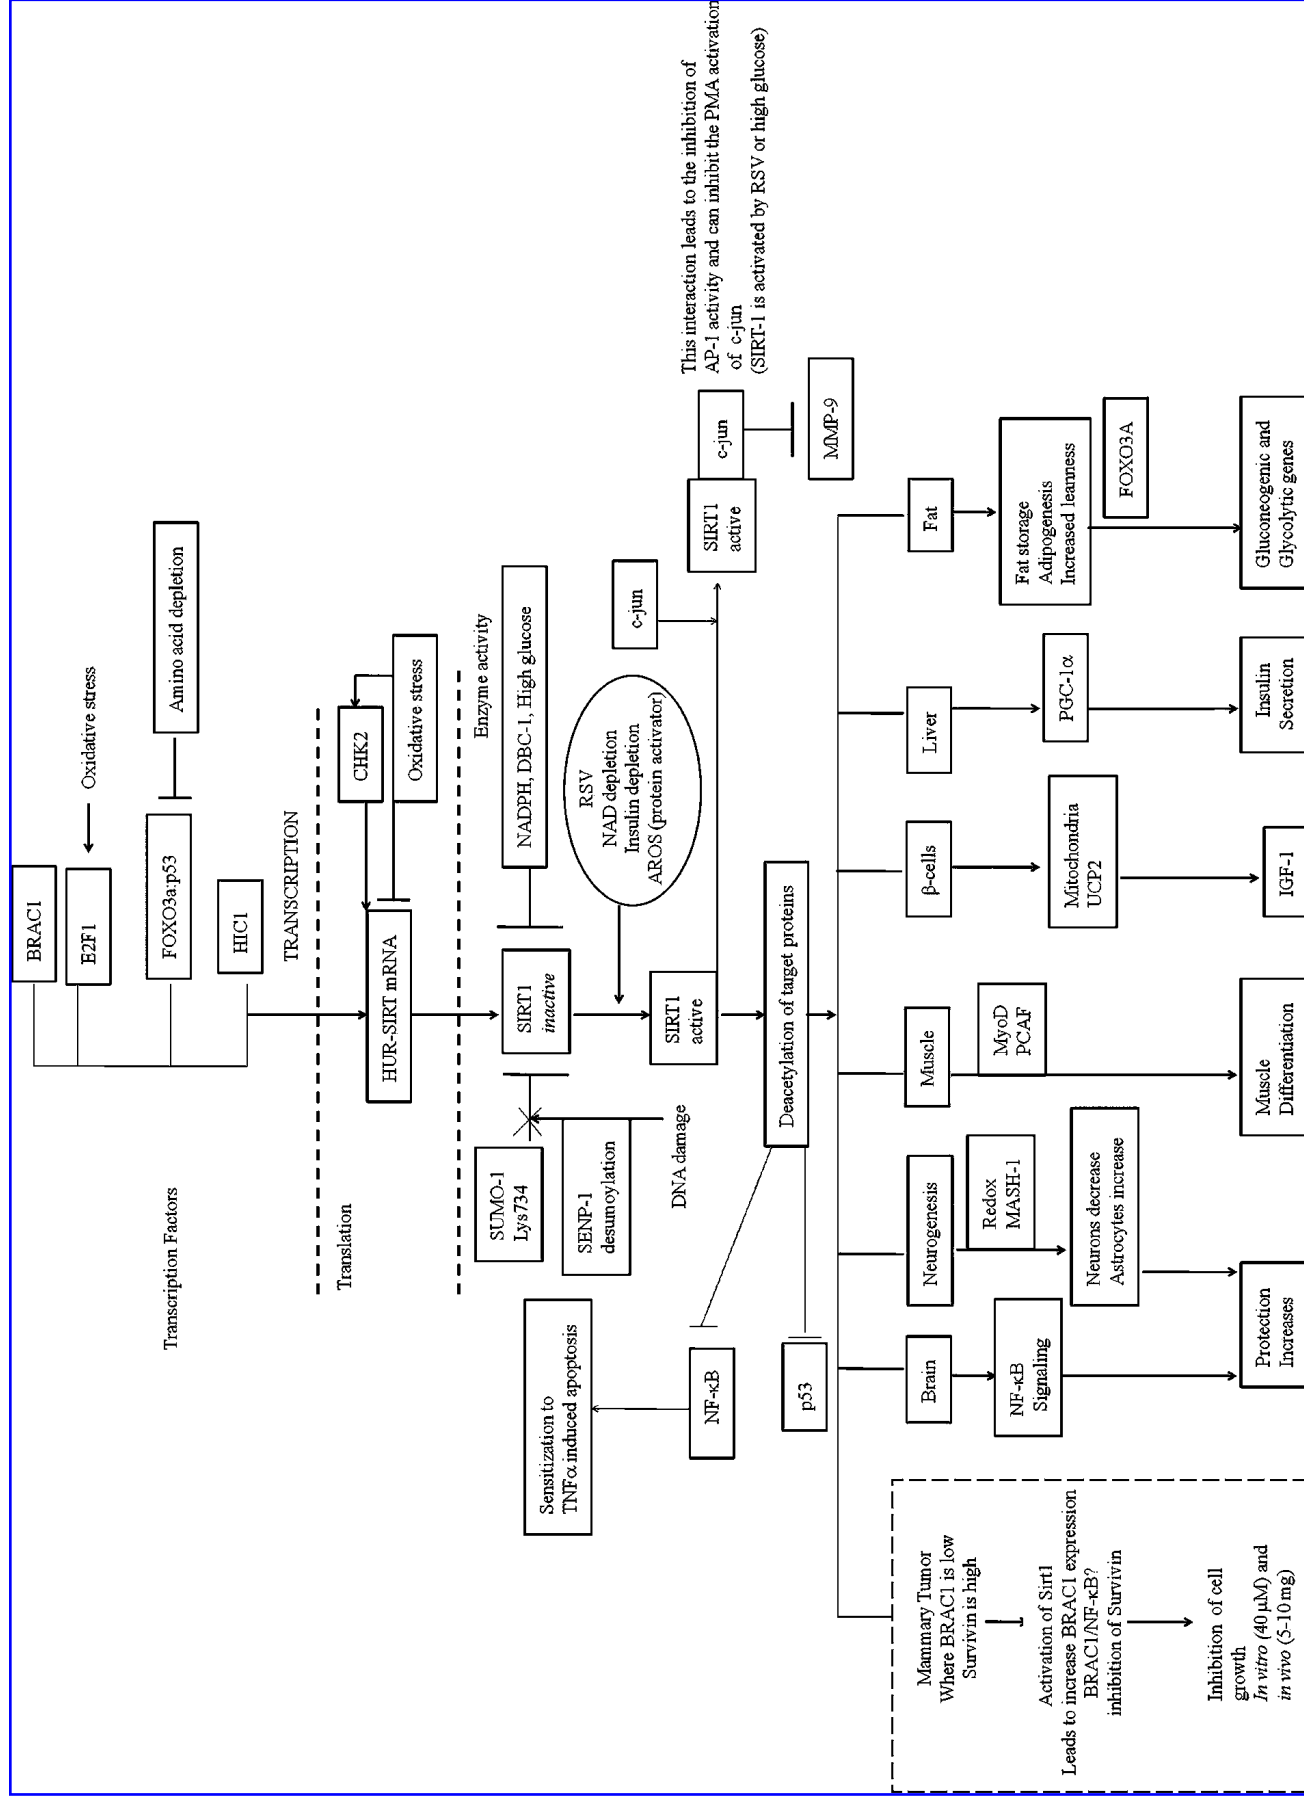 BRAC1
E2F1
Oxidative stress
FOXO3a:p53
Amino acid depletion
HIC1
Transcription Factors
TRANSCRIPTION
Translation
CHK2
Oxidative stress
HUR-SIRT mRNA
Enzyme activity
NADPH, DBC-1, High glucose
SIRT1
inactive
SUMO-1
Lys734
SENP-1
desumoylation
DNA damage
RSV
NAD depletion
Insulin depletion
AROS (protein activator)
c-jun
SIRT1
active
SIRT1
active
c-jun
This interaction leads to the inhibition of
AP-1 activity and can inhibit the PMA activation
of c-jun
(SIRT-1 is activated by RSV or high glucose)
MMP-9
Sensitization to
TNFα induced apoptosis
NF-κB
p53
Deacetylation of target proteins
Mammary Tumor
Where BRAC1 is low
Survivin is high
Activation of Sirt1
Leads to increase BRAC1 expression
BRAC1/NF-κB?
inhibition of Survivin
Inhibition of cell
growth
In vitro (40 μM) and
in vivo (5-10 mg)
Brain
NF-κB
Signaling
Neurogenesis
Redox
MASH-1
Neurons decrease
Astrocytes increase
Protection
Increases
Muscle
MyoD
PCAF
Muscle
Differentiation
β-cells
Mitochondria
UCP2
IGF-1
Liver
PGC-1α
Insulin
Secretion
Fat
Fat storage
Adipogenesis
Increased leanness
FOXO3A
Gluconeogenic and
Glycolytic genes